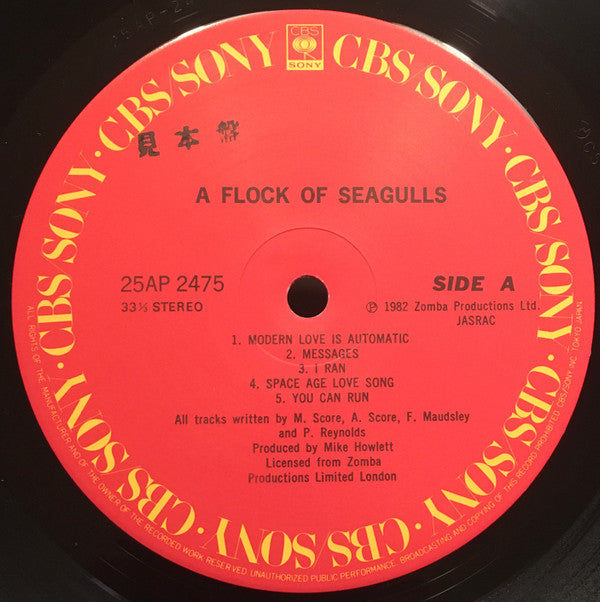 CBS
SONY
CBS/SONY · CBS SONY · CBS/SONY · CBS SONY · CBS/SONY · CBS SONY · CBS/SONY · CBS SONY
見本盤
A FLOCK OF SEAGULLS
25AP 2475
SIDE A
33⅓ STEREO
Ⓟ 1982 Zomba Productions Ltd.
JASRAC
1. MODERN LOVE IS AUTOMATIC
2. MESSAGES
3. I RAN
4. SPACE AGE LOVE SONG
5. YOU CAN RUN
All tracks written by M. Score, A. Score, F. Maudsley
and P. Reynolds
Produced by Mike Howlett
Licensed from Zomba
Productions Limited London
ALL RIGHTS OF THE MANUFACTURER AND OF THE OWNER OF THE RECORDED WORK RESERVED. UNAUTHORIZED PUBLIC PERFORMANCE, BROADCASTING AND COPYING OF THIS RECORD PROHIBITED. CBS/SONY INC. TOKYO JAPAN.